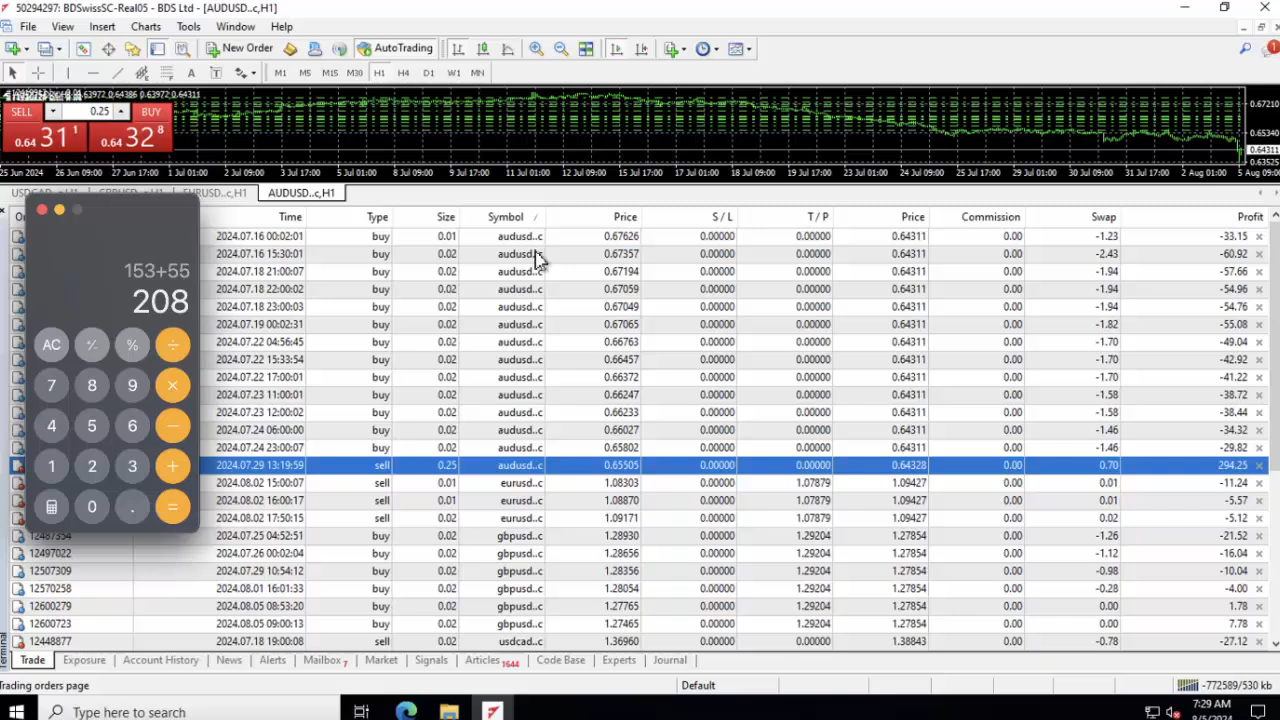 50294297: BDSwissSC-Real05 - BDS Ltd - [AUDUSD..c,H1]
File View Insert Charts Tools Window Help
New Order AutoTrading
A T M1 M5 M15 M30 H1 H4 D1 W1 MN
0.63972 0.64386 0.63972 0.64311
SELL 0.25 BUY
0.64 31 1 0.64 32 8
0.67210
0.65340
0.64311
0.63525
25 Jun 2024 26 Jun 09:00 27 Jun 17:00 1 Jul 01:00 2 Jul 09:00 3 Jul 17:00 5 Jul 01:00 8 Jul 09:00 9 Jul 17:00 11 Jul 01:00 12 Jul 09:00 15 Jul 17:00 17 Jul 01:00 18 Jul 09:00 19 Jul 17:00 23 Jul 01:00 24 Jul 09:00 25 Jul 17:00 29 Jul 01:00 30 Jul 09:00 31 Jul 17:00 2 Aug 01:00 5 Aug 09:00
AUDUSD..c,H1
Time Type Size Symbol / Price S / L T / P Price Commission Swap Profit
2024.07.16 00:02:01 buy 0.01 audusd..c 0.67626 0.00000 0.00000 0.64311 0.00 -1.23 -33.15
2024.07.16 15:30:01 buy 0.02 audusd..c 0.67357 0.00000 0.00000 0.64311 0.00 -2.43 -60.92
2024.07.18 21:00:07 buy 0.02 audusd..c 0.67194 0.00000 0.00000 0.64311 0.00 -1.94 -57.66
2024.07.18 22:00:02 buy 0.02 audusd..c 0.67059 0.00000 0.00000 0.64311 0.00 -1.94 -54.96
2024.07.18 23:00:03 buy 0.02 audusd..c 0.67049 0.00000 0.00000 0.64311 0.00 -1.94 -54.76
2024.07.19 00:02:31 buy 0.02 audusd..c 0.67065 0.00000 0.00000 0.64311 0.00 -1.82 -55.08
2024.07.22 04:56:45 buy 0.02 audusd..c 0.66763 0.00000 0.00000 0.64311 0.00 -1.70 -49.04
2024.07.22 15:33:54 buy 0.02 audusd..c 0.66457 0.00000 0.00000 0.64311 0.00 -1.70 -42.92
2024.07.22 17:00:01 buy 0.02 audusd..c 0.66372 0.00000 0.00000 0.64311 0.00 -1.70 -41.22
2024.07.23 11:00:01 buy 0.02 audusd..c 0.66247 0.00000 0.00000 0.64311 0.00 -1.58 -38.72
2024.07.23 12:00:02 buy 0.02 audusd..c 0.66233 0.00000 0.00000 0.64311 0.00 -1.58 -38.44
2024.07.24 06:00:00 buy 0.02 audusd..c 0.66027 0.00000 0.00000 0.64311 0.00 -1.46 -34.32
2024.07.24 23:00:07 buy 0.02 audusd..c 0.65802 0.00000 0.00000 0.64311 0.00 -1.46 -29.82
2024.07.29 13:19:59 sell 0.25 audusd..c 0.65505 0.00000 0.00000 0.64328 0.00 0.70 294.25
2024.08.02 15:00:07 sell 0.01 eurusd..c 1.08303 0.00000 1.07879 1.09427 0.00 0.01 -11.24
2024.08.02 16:00:17 sell 0.01 eurusd..c 1.08870 0.00000 1.07879 1.09427 0.00 0.01 -5.57
2024.08.02 17:50:15 sell 0.02 eurusd..c 1.09171 0.00000 1.07879 1.09427 0.00 0.02 -5.12
12487354 2024.07.25 04:52:51 buy 0.02 gbpusd..c 1.28930 0.00000 1.29204 1.27854 0.00 -1.26 -21.52
12497022 2024.07.26 00:02:04 buy 0.02 gbpusd..c 1.28656 0.00000 1.29204 1.27854 0.00 -1.12 -16.04
12507309 2024.07.29 10:54:12 buy 0.02 gbpusd..c 1.28356 0.00000 1.29204 1.27854 0.00 -0.98 -10.04
12570258 2024.08.01 16:01:33 buy 0.02 gbpusd..c 1.28054 0.00000 1.29204 1.27854 0.00 -0.28 -4.00
12600279 2024.08.05 08:53:20 buy 0.02 gbpusd..c 1.27765 0.00000 1.29204 1.27854 0.00 0.00 1.78
12600723 2024.08.05 09:00:13 buy 0.02 gbpusd..c 1.27465 0.00000 1.29204 1.27854 0.00 0.00 7.78
12448877 2024.07.18 19:00:08 sell 0.02 usdcad..c 1.36960 0.00000 0.00000 1.38843 0.00 -0.78 -27.12
153+55
208
AC +/- % ÷
7 8 9 ×
4 5 6 −
1 2 3 +
0 . =
Terminal
Trade Exposure Account History News Alerts Mailbox 7 Market Signals Articles 1644 Code Base Experts Journal
Trading orders page Default -772589/530 kb
Type here to search 7:29 AM
8/5/2024